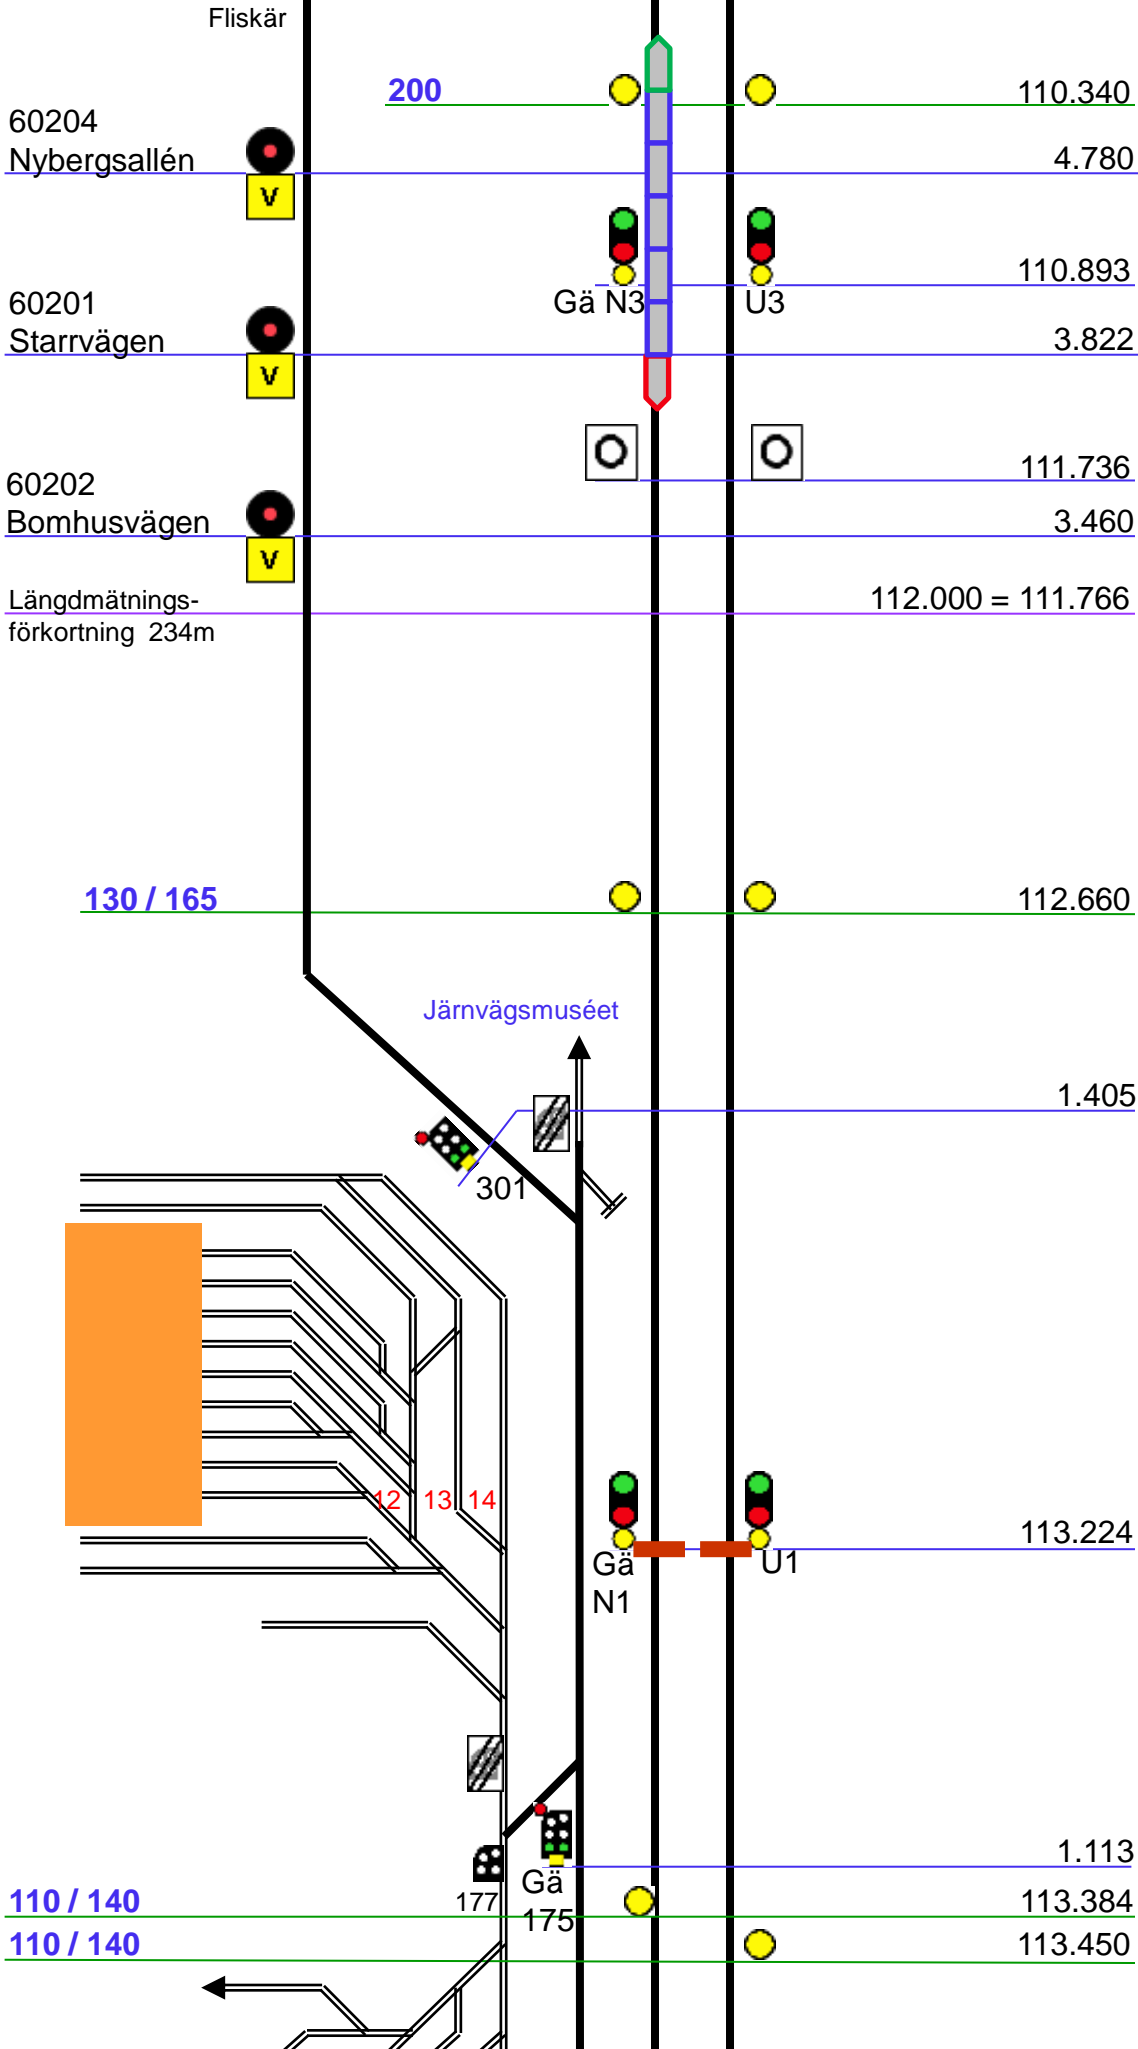 Fliskär
200
110.340
60204
Nybergsallén
V
4.780
110.893
Gä N3
U3
60201
Starrvägen
V
3.822
O
O
111.736
60202
Bomhusvägen
V
3.460
Längdmätnings-
förkortning 234m
112.000 = 111.766
130 / 165
112.660
Järnvägsmuséet
1.405
301
12 13 14
113.224
Gä
N1
U1
1.113
Gä
175
177
110 / 140
113.384
110 / 140
113.450